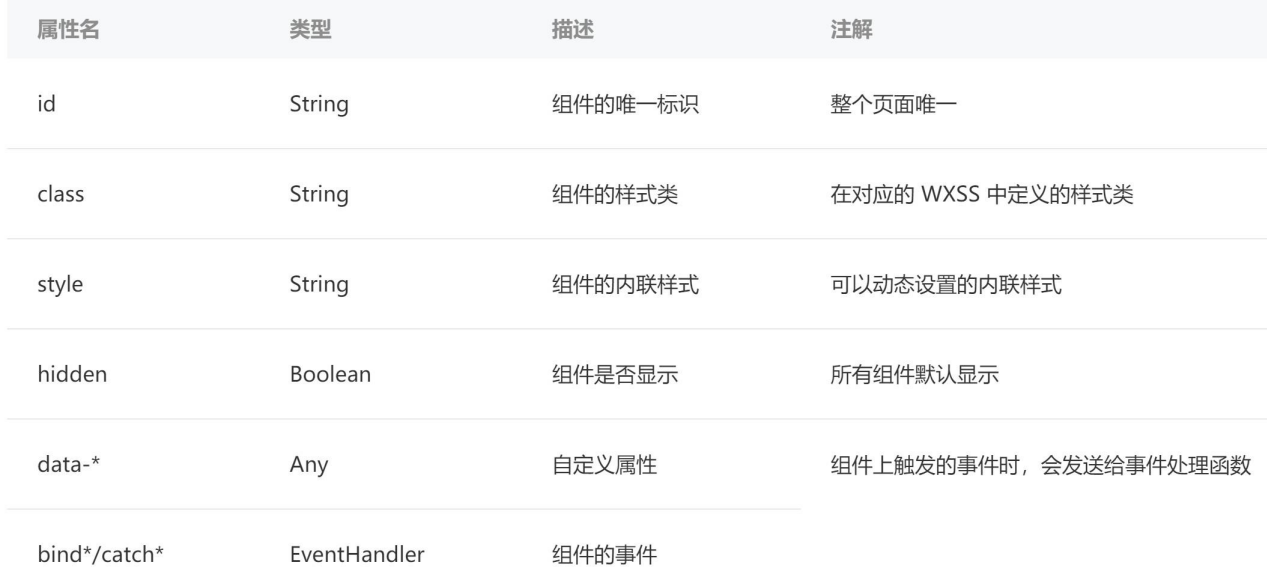 属性名 类型 描述 注解
id String 组件的唯一标识 整个页面唯一
class String 组件的样式类 在对应的 WXSS 中定义的样式类
style String 组件的内联样式 可以动态设置的内联样式
hidden Boolean 组件是否显示 所有组件默认显示
data-* Any 自定义属性 组件上触发的事件时，会发送给事件处理函数
bind*/catch* EventHandler 组件的事件